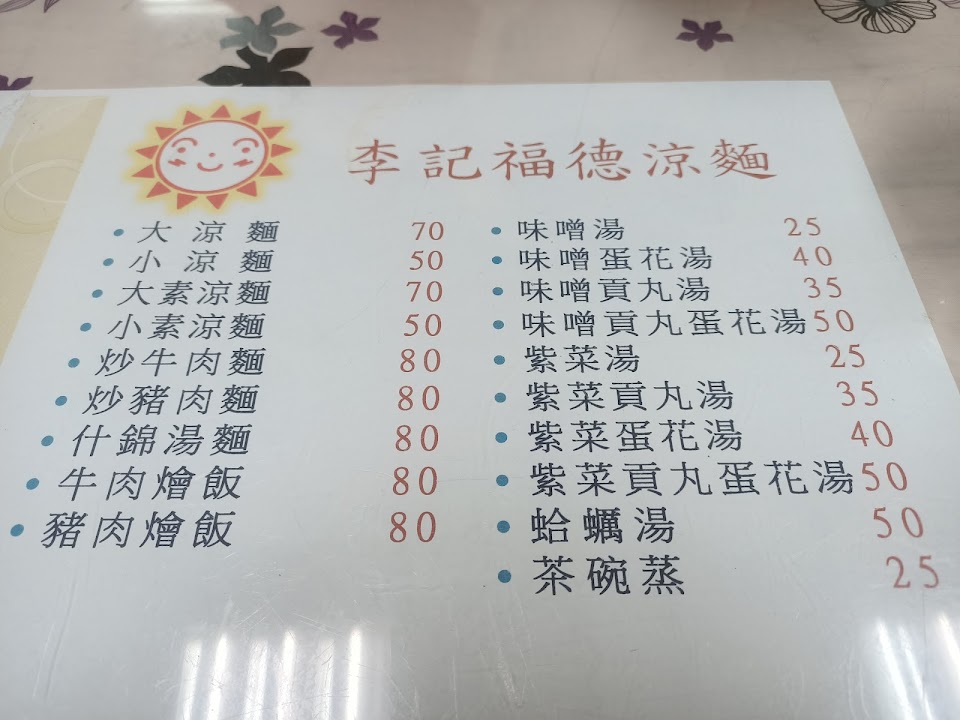 李記福德涼麵
大涼麵 70
小涼麵 50
大素涼麵 70
小素涼麵 50
炒牛肉麵 80
炒豬肉麵 80
什錦湯麵 80
牛肉燴飯 80
豬肉燴飯 80
味噌湯 25
味噌蛋花湯 40
味噌貢丸湯 35
味噌貢丸蛋花湯 50
紫菜湯 25
紫菜貢丸湯 35
紫菜蛋花湯 40
紫菜貢丸蛋花湯 50
蛤蠣湯 50
茶碗蒸 25